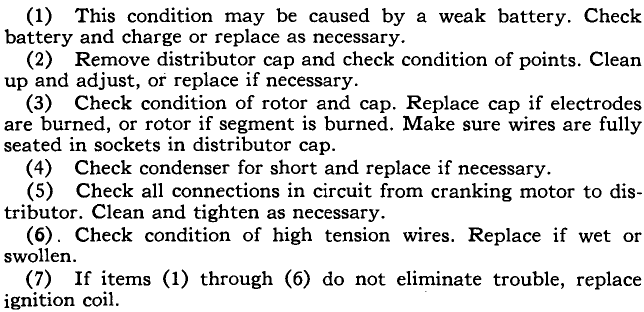 (1) This condition may be caused by a weak battery. Check
battery and charge or replace as necessary.
(2) Remove distributor cap and check condition of points. Clean
up and adjust, or replace if necessary.
(3) Check condition of rotor and cap. Replace cap if electrodes
are burned, or rotor if segment is burned. Make sure wires are fully
seated in sockets in distributor cap.
(4) Check condenser for short and replace if necessary.
(5) Check all connections in circuit from cranking motor to dis-
tributor. Clean and tighten as necessary.
(6). Check condition of high tension wires. Replace if wet or
swollen.
(7) If items (1) through (6) do not eliminate trouble, replace
ignition coil.